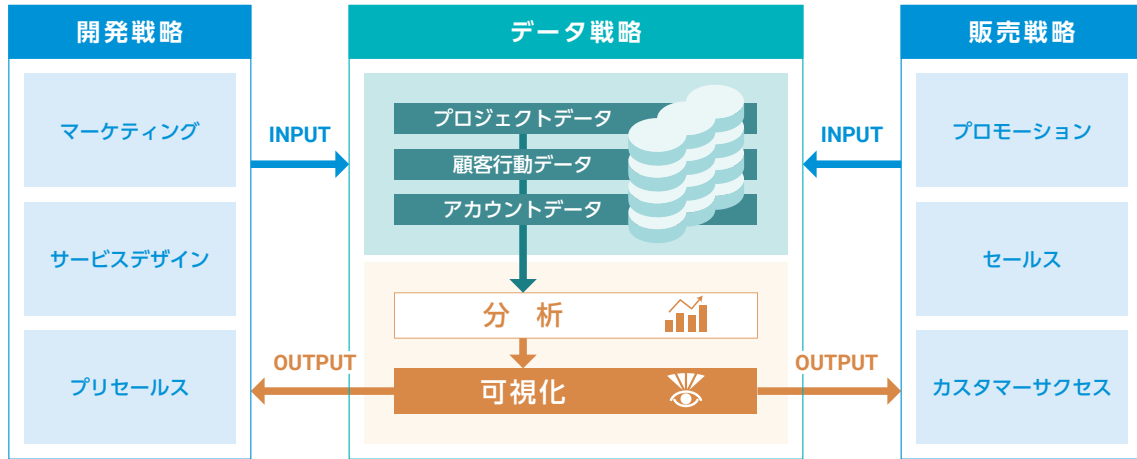 開発戦略
マーケティング
サービスデザイン
プリセールス
INPUT
OUTPUT
データ戦略
プロジェクトデータ
顧客行動データ
アカウントデータ
分 析
可視化
INPUT
OUTPUT
販売戦略
プロモーション
セールス
カスタマーサクセス